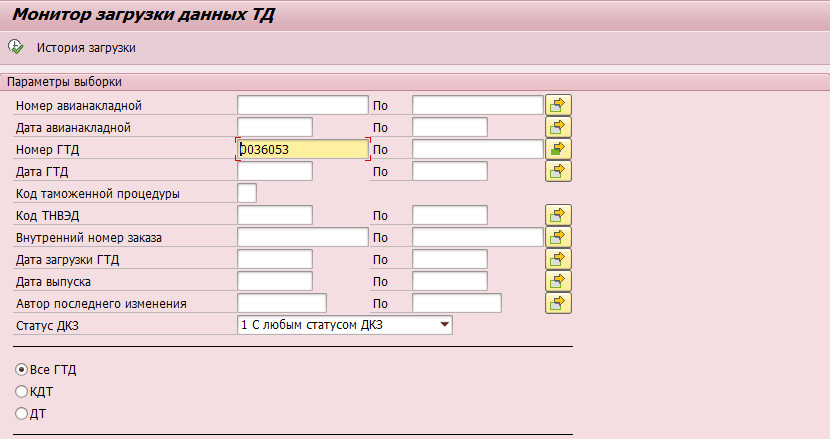 Монитор загрузки данных ТД
История загрузки
Параметры выборки
Номер авианакладной По
Дата авианакладной По
Номер ГТД 0036053 По
Дата ГТД По
Код таможенной процедуры
Код ТНВЭД По
Внутренний номер заказа По
Дата загрузки ГТД По
Дата выпуска По
Автор последнего изменения По
Статус ДКЗ 1 С любым статусом ДКЗ
Все ГТД
КДТ
ДТ